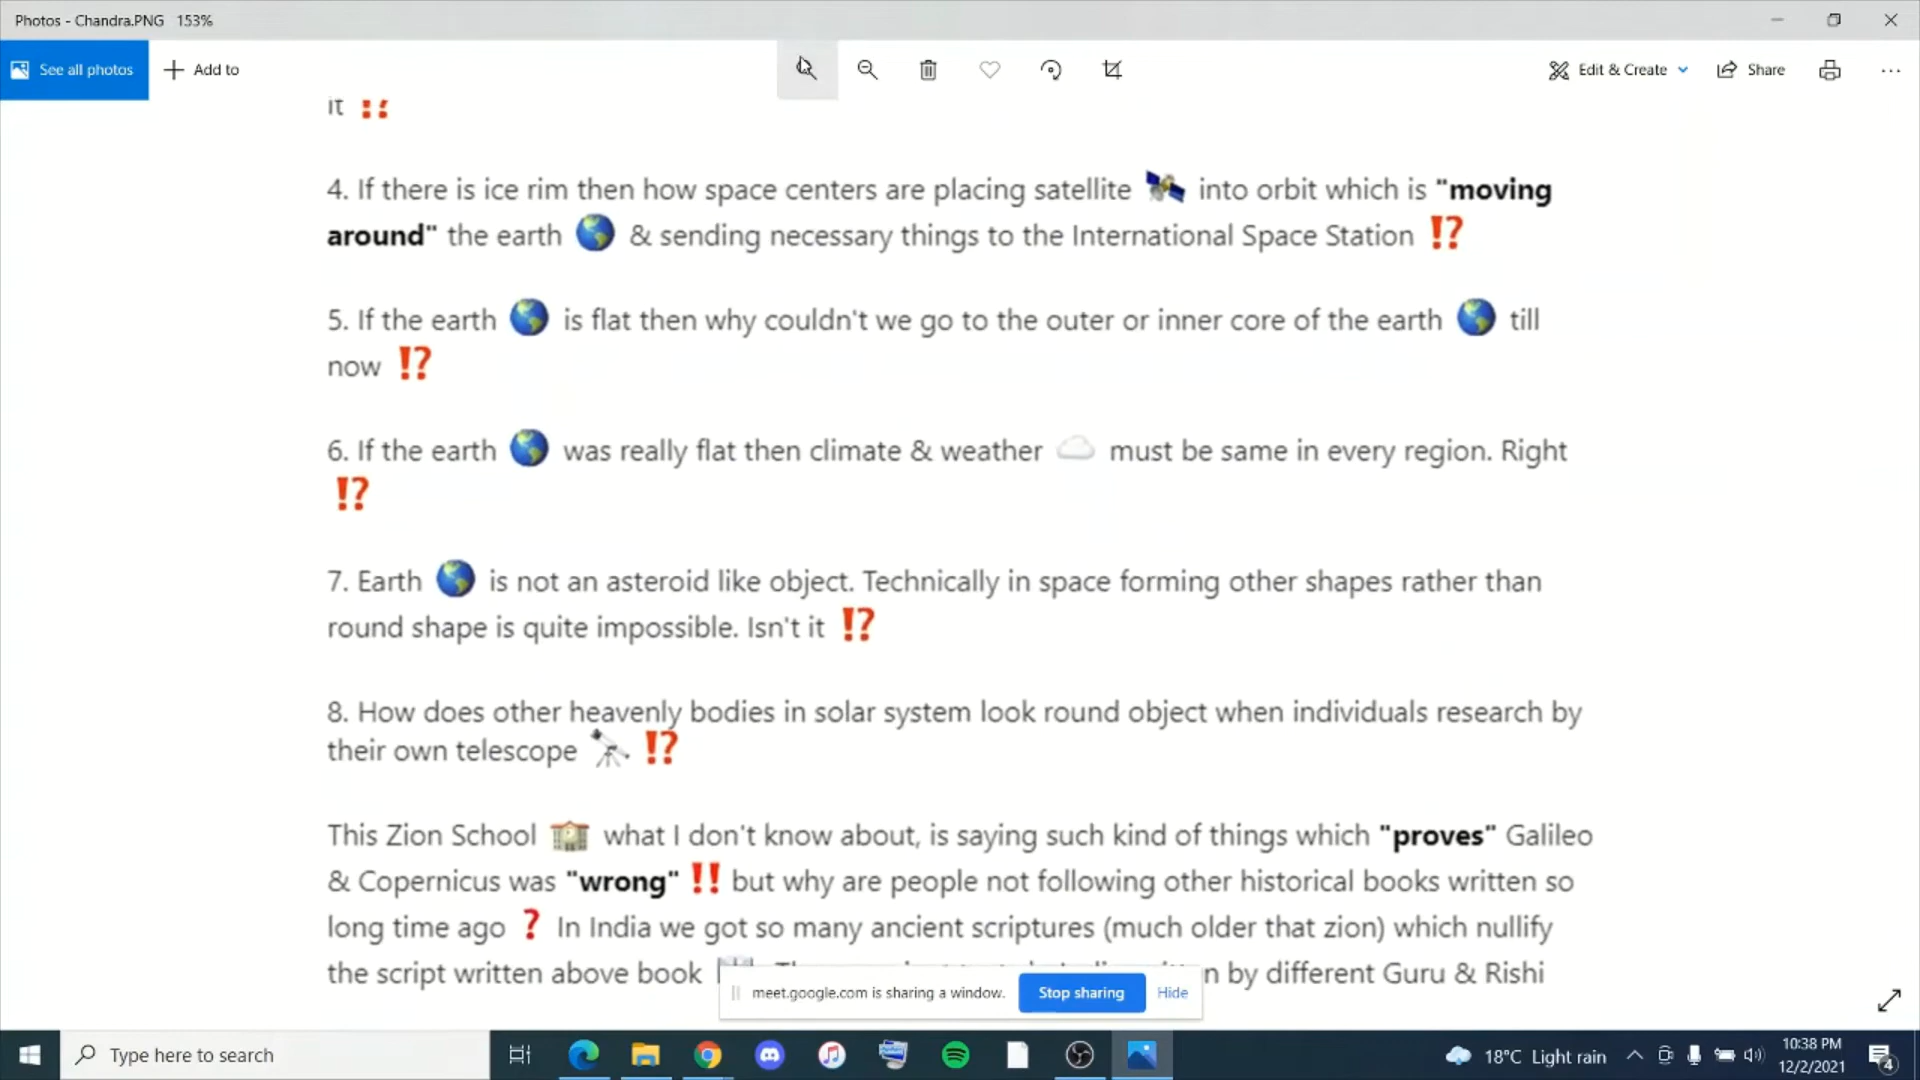 Photos - Chandra.PNG 153%
See all photos
Add to
Edit & Create
Share
it ⁉
4. If there is ice rim then how space centers are placing satellite 🛰 into orbit which is "moving
around" the earth 🌎 & sending necessary things to the International Space Station ⁉
5. If the earth 🌎 is flat then why couldn't we go to the outer or inner core of the earth 🌎 till
now ⁉
6. If the earth 🌎 was really flat then climate & weather ☁ must be same in every region. Right
⁉
7. Earth 🌎 is not an asteroid like object. Technically in space forming other shapes rather than
round shape is quite impossible. Isn't it ⁉
8. How does other heavenly bodies in solar system look round object when individuals research by
their own telescope 🔭 ⁉
This Zion School 🏫 what I don't know about, is saying such kind of things which "proves" Galileo
& Copernicus was "wrong" ‼ but why are people not following other historical books written so
long time ago ❓ In India we got so many ancient scriptures (much older that zion) which nullify
the script written above book by different Guru & Rishi
meet.google.com is sharing a window.
Stop sharing
Hide
Type here to search
18°C Light rain
10:38 PM
12/2/2021
4